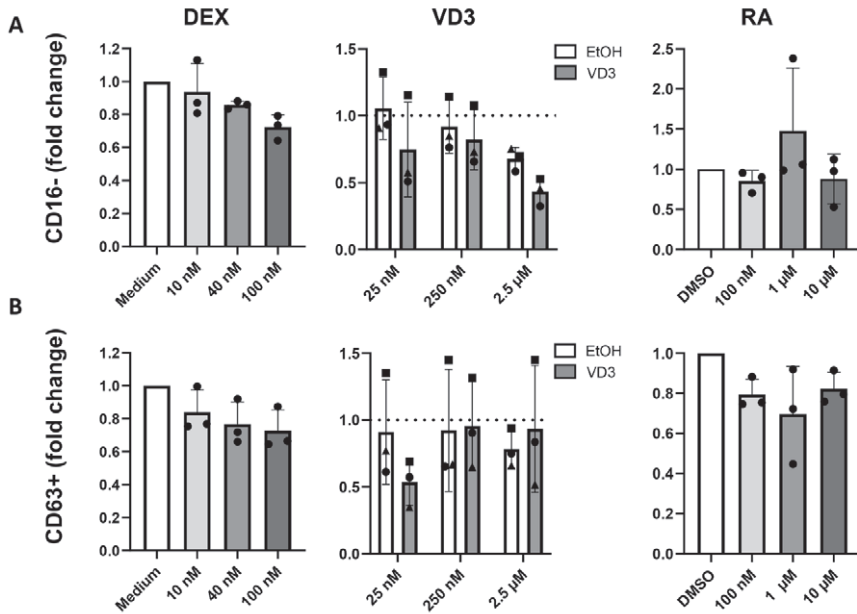 A
DEX
VD3
RA
CD16- (fold change)
1.2
1.0
0.8
0.6
0.4
0.2
0.0
Medium
10 nM
40 nM
100 nM
1.5
1.0
0.5
0.0
EtOH
VD3
25 nM
250 nM
2.5 µM
2.5
2.0
1.5
1.0
0.5
0.0
DMSO
100 nM
1 µM
10 µM
B
CD63+ (fold change)
1.2
1.0
0.8
0.6
0.4
0.2
0.0
Medium
10 nM
40 nM
100 nM
1.5
1.0
0.5
0.0
EtOH
VD3
25 nM
250 nM
2.5 µM
1.0
0.8
0.6
0.4
0.2
0.0
DMSO
100 nM
1 µM
10 µM